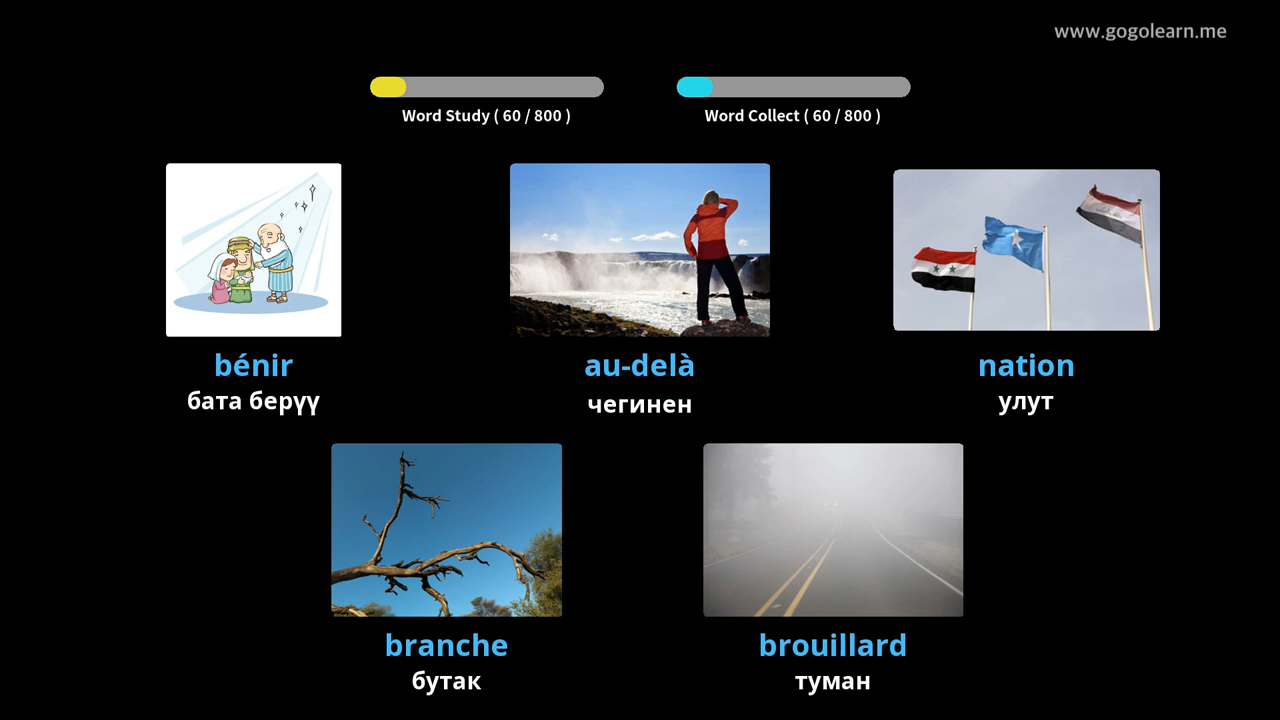 www.gogolearn.me
Word Study ( 60 / 800 )
Word Collect ( 60 / 800 )
bénir
бата берүү
au-delà
чегинен
nation
улут
branche
бутак
brouillard
туман